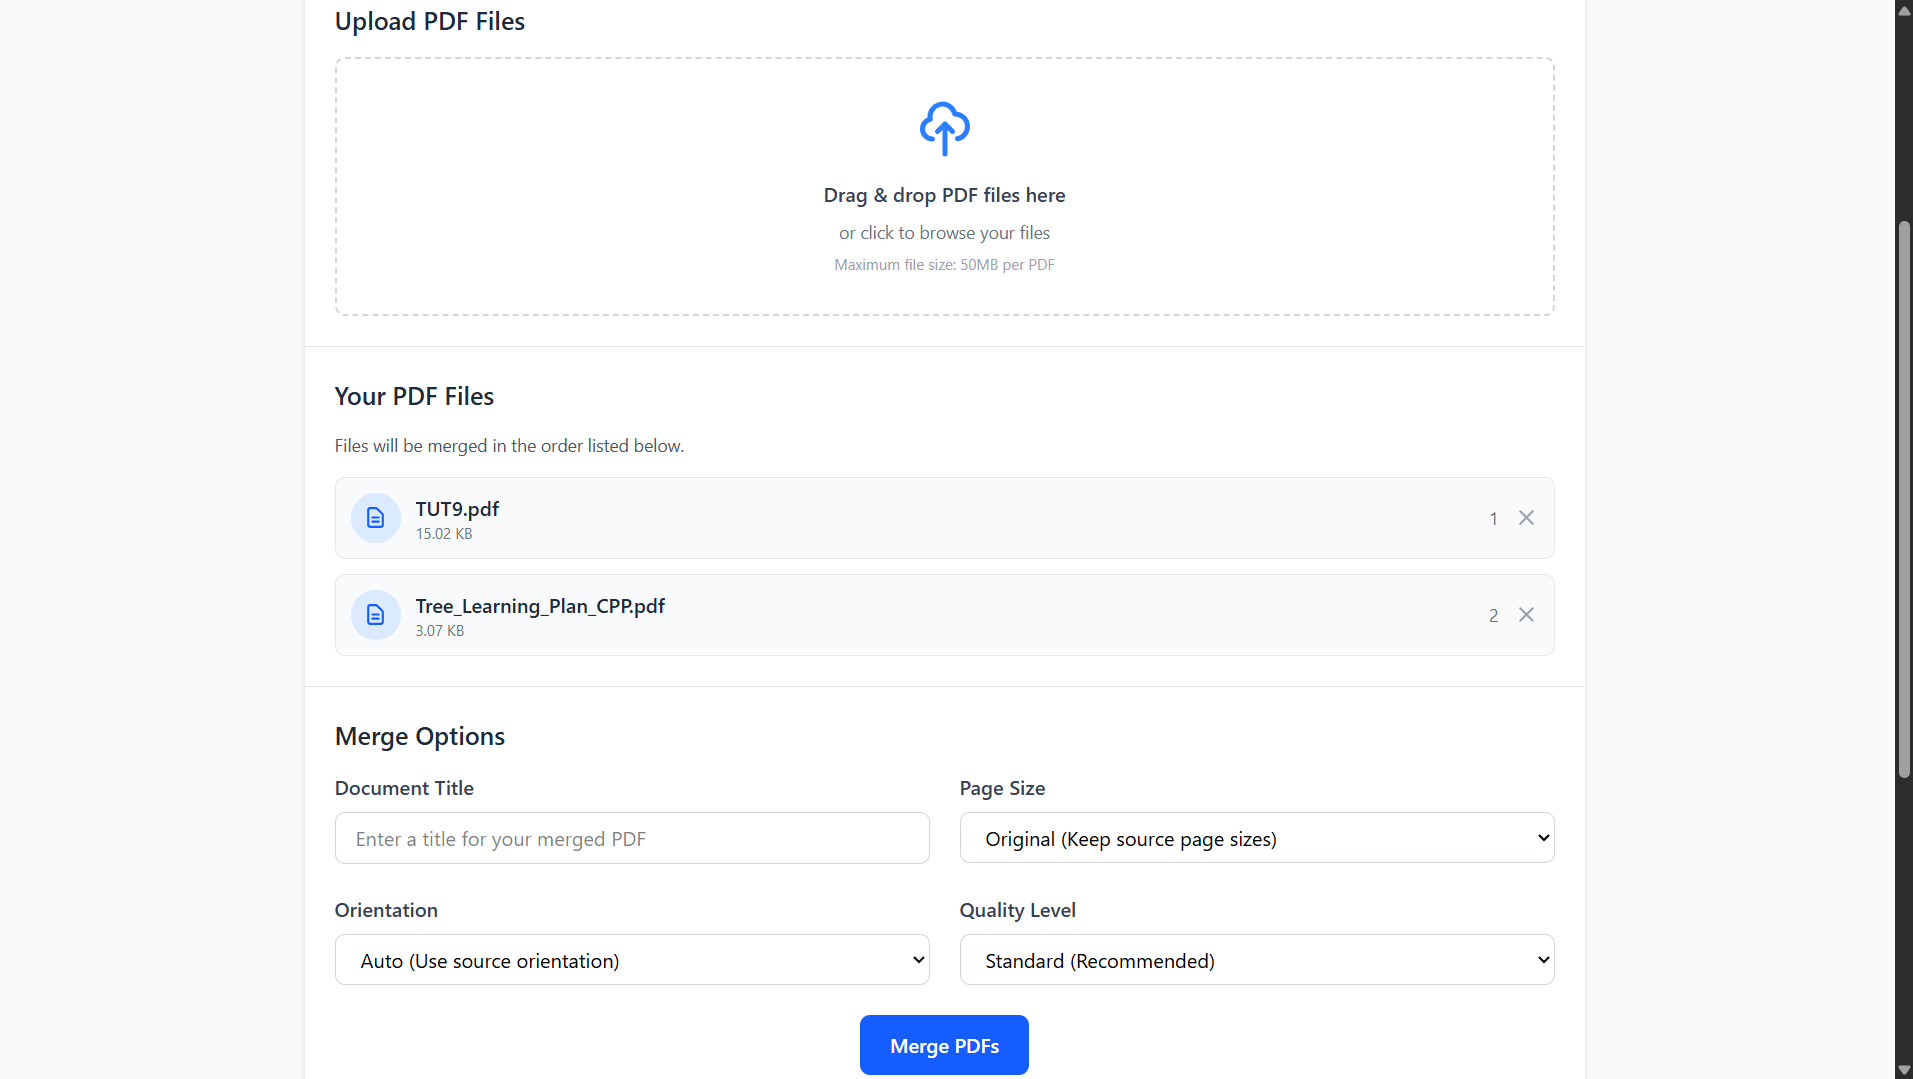 Upload PDF Files
Drag & drop PDF files here
or click to browse your files
Maximum file size: 50MB per PDF
Your PDF Files
Files will be merged in the order listed below.
TUT9.pdf
15.02 KB
1
Tree_Learning_Plan_CPP.pdf
3.07 KB
2
Merge Options
Document Title
Page Size
Enter a title for your merged PDF
Original (Keep source page sizes)
Orientation
Quality Level
Auto (Use source orientation)
Standard (Recommended)
Merge PDFs